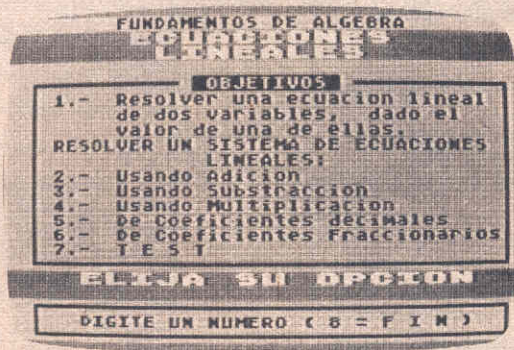 FUNDAMENTOS DE ALGEBRA
ECUACIONES
LINEALES
OBJETIVOS
1.- Resolver una ecuacion lineal
de dos variables, dado el
valor de una de ellas.
RESOLVER UN SISTEMA DE ECUACIONES
LINEALES:
2.- Usando Adicion
3.- Usando Substraccion
4.- Usando Multiplicacion
5.- De Coeficientes decimales
6.- De Coeficientes Fraccionarios
7.- T E S T
ELIJA SU OPCION
DIGITE UN NUMERO ( 8 = F I N )